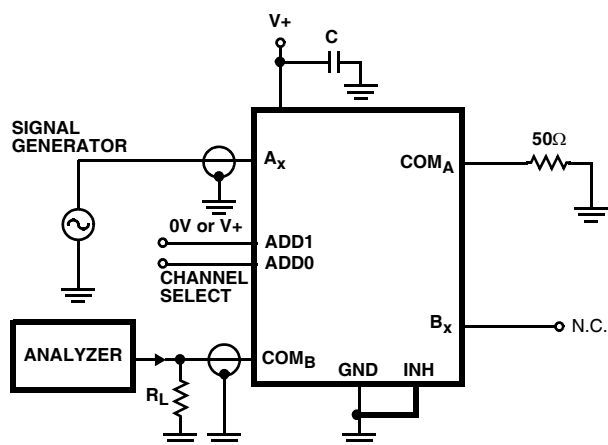 V+
C
SIGNAL
GENERATOR
AX
COMA
50Ω
0V or V+
ADD1
ADD0
CHANNEL
SELECT
BX
N.C.
ANALYZER
COMB
GND
INH
RL